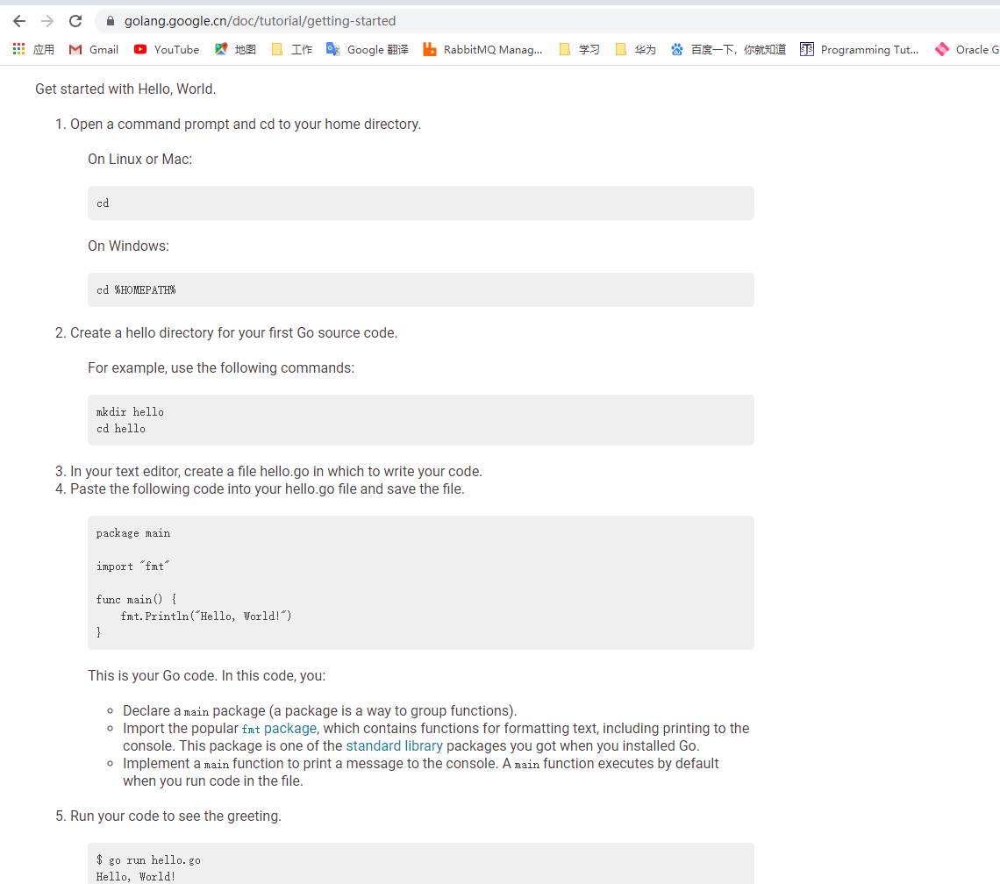 golang.google.cn/doc/tutorial/getting-started
应用 Gmail YouTube 地图 工作 Google 翻译 RabbitMQ Manag... 学习 华为 百度一下，你就知道 Programming Tut... Oracle G
Get started with Hello, World.
1. Open a command prompt and cd to your home directory.
On Linux or Mac:
cd
On Windows:
cd %HOMEPATH%
2. Create a hello directory for your first Go source code.
For example, use the following commands:
mkdir hello
cd hello
3. In your text editor, create a file hello.go in which to write your code.
4. Paste the following code into your hello.go file and save the file.
package main
import "fmt"
func main() {
    fmt.Println("Hello, World!")
}
This is your Go code. In this code, you:
◦ Declare a main package (a package is a way to group functions).
◦ Import the popular fmt package, which contains functions for formatting text, including printing to the
console. This package is one of the standard library packages you got when you installed Go.
◦ Implement a main function to print a message to the console. A main function executes by default
when you run code in the file.
5. Run your code to see the greeting.
$ go run hello.go
Hello, World!